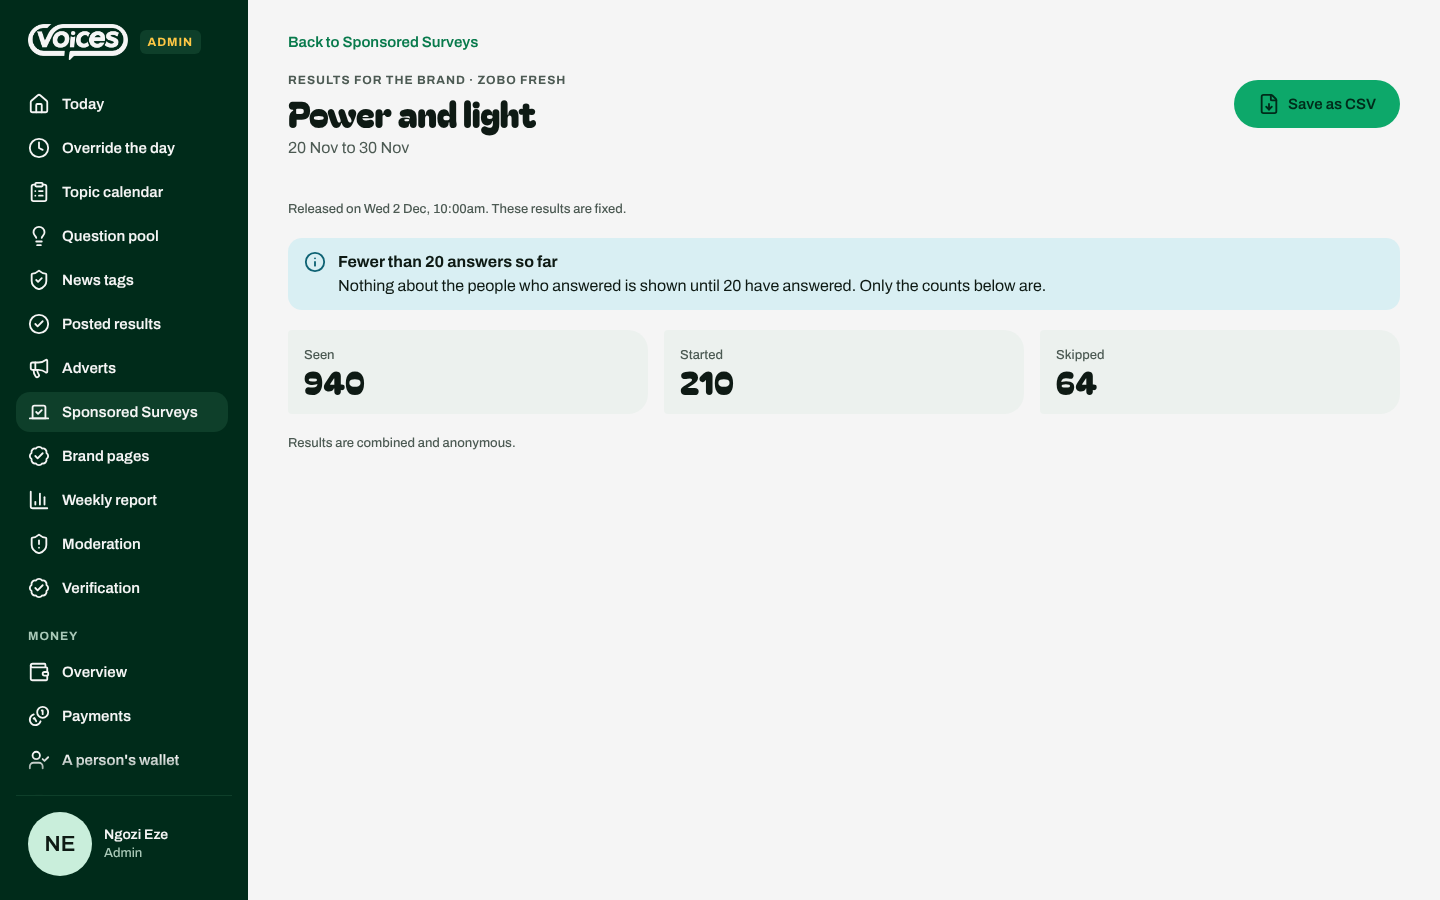 Voices
ADMIN
Today
Override the day
Topic calendar
Question pool
News tags
Posted results
Adverts
Sponsored Surveys
Brand pages
Weekly report
Moderation
Verification
MONEY
Overview
Payments
A person's wallet
NE
Ngozi Eze
Admin
Back to Sponsored Surveys
RESULTS FOR THE BRAND · ZOBO FRESH
Power and light
20 Nov to 30 Nov
Save as CSV
Released on Wed 2 Dec, 10:00am. These results are fixed.
Fewer than 20 answers so far
Nothing about the people who answered is shown until 20 have answered. Only the counts below are.
Seen
940
Started
210
Skipped
64
Results are combined and anonymous.